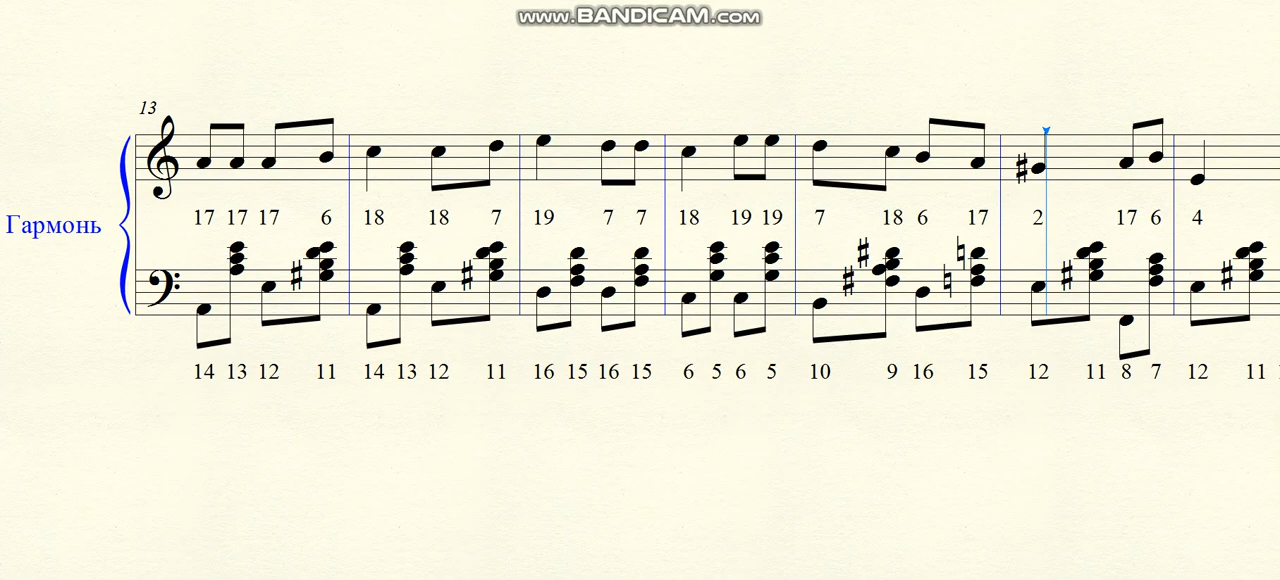 www.BANDICAM.com
13
17 17 17 6 18 18 7 19 7 7 18 19 19 7 18 6 17 2 17 6 4
Гармонь
14 13 12 11 14 13 12 11 16 15 16 15 6 5 6 5 10 9 16 15 12 11 8 7 12 11